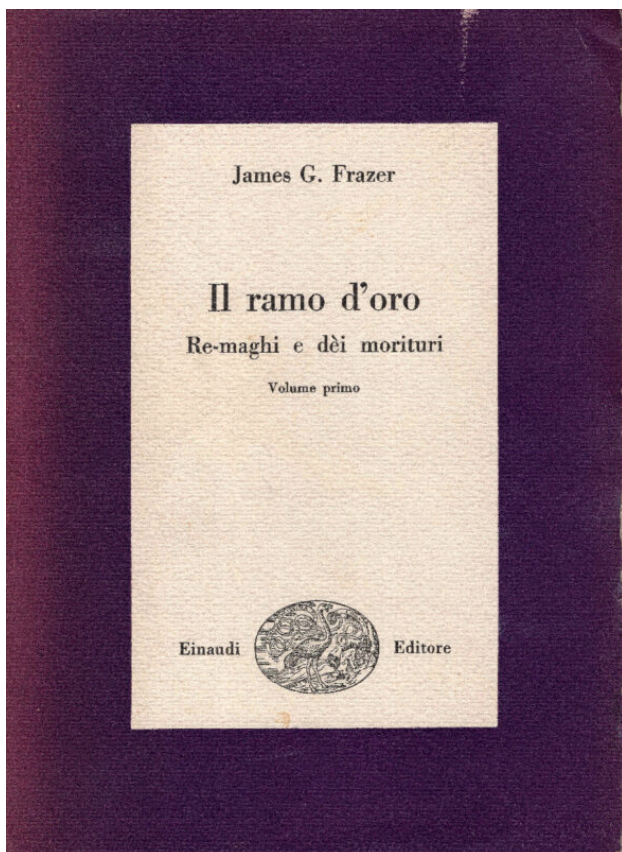 James G. Frazer
Il ramo d'oro
Re-maghi e dèi morituri
Volume primo
Einaudi Editore